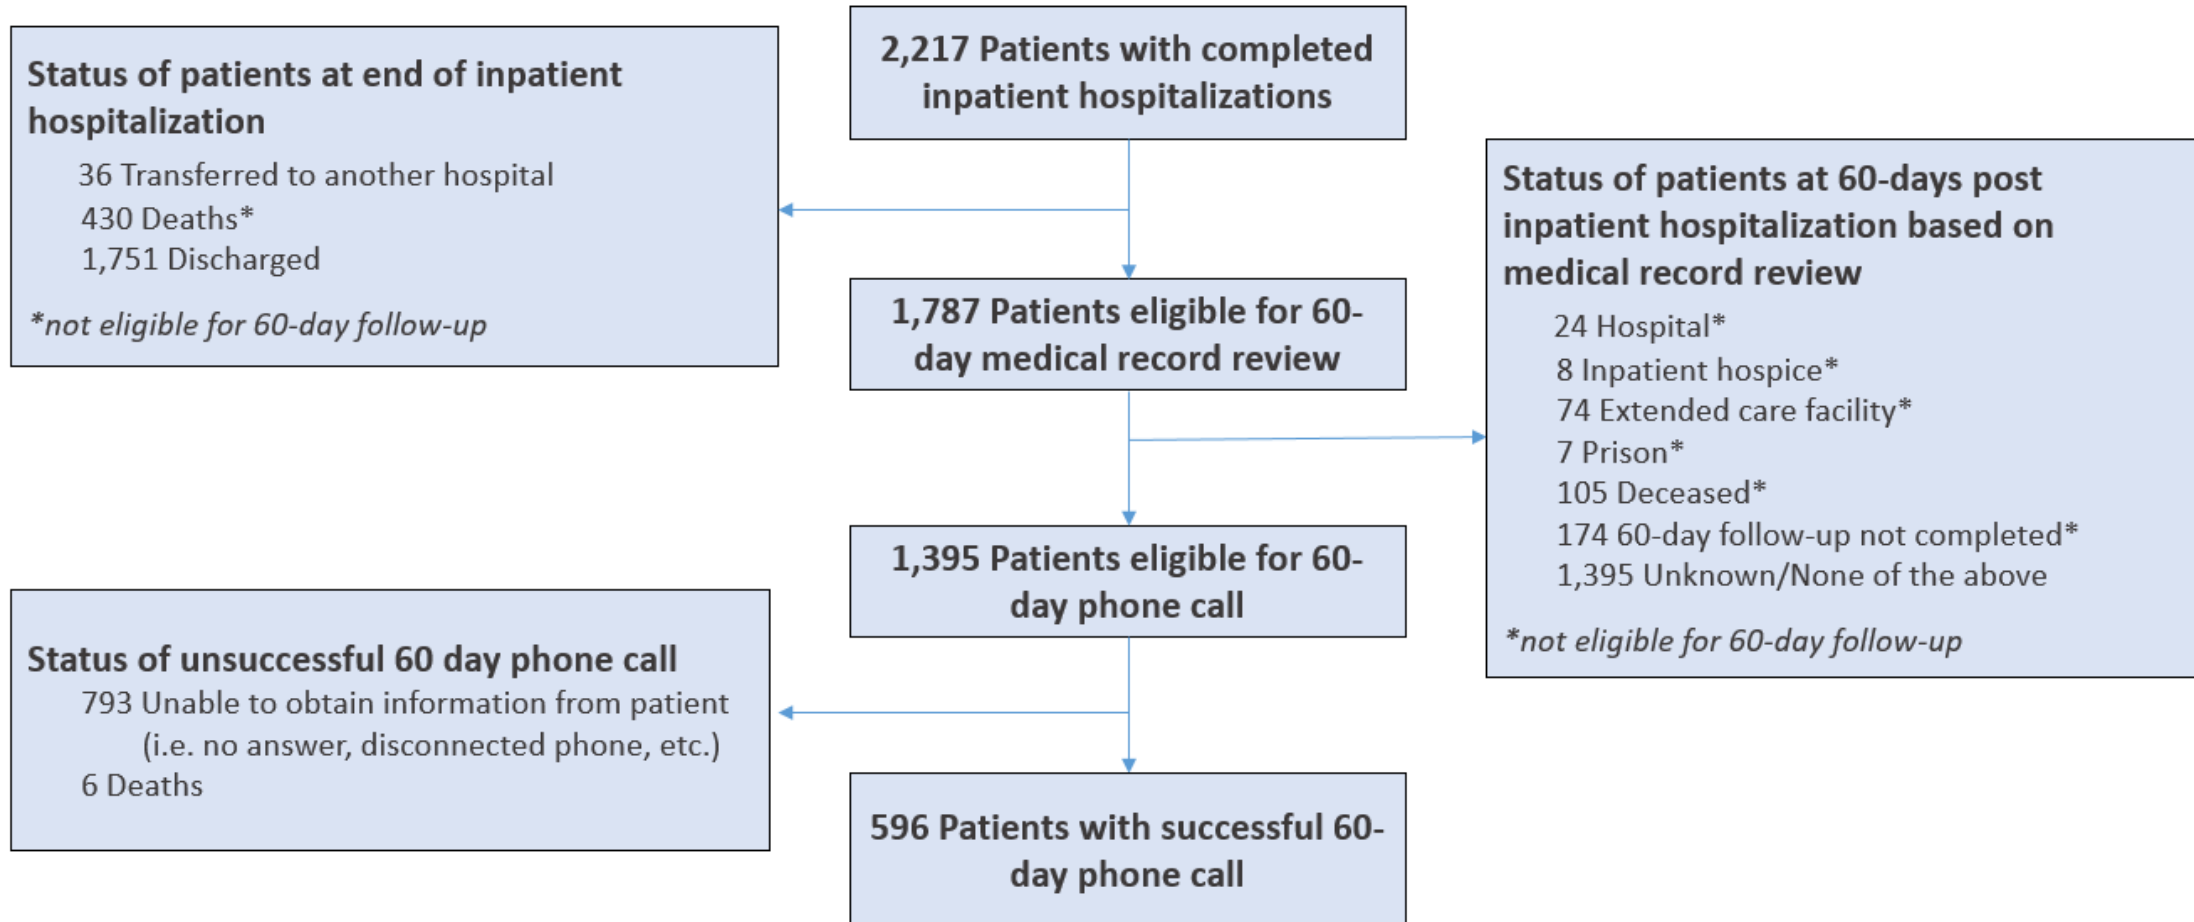 2,217 Patients with completed
inpatient hospitalizations
Status of patients at end of inpatient
hospitalization
36 Transferred to another hospital
430 Deaths*
1,751 Discharged
*not eligible for 60-day follow-up
1,787 Patients eligible for 60-
day medical record review
Status of patients at 60-days post
inpatient hospitalization based on
medical record review
24 Hospital*
8 Inpatient hospice*
74 Extended care facility*
7 Prison*
105 Deceased*
174 60-day follow-up not completed*
1,395 Unknown/None of the above
*not eligible for 60-day follow-up
1,395 Patients eligible for 60-
day phone call
Status of unsuccessful 60 day phone call
793 Unable to obtain information from patient
(i.e. no answer, disconnected phone, etc.)
6 Deaths
596 Patients with successful 60-
day phone call